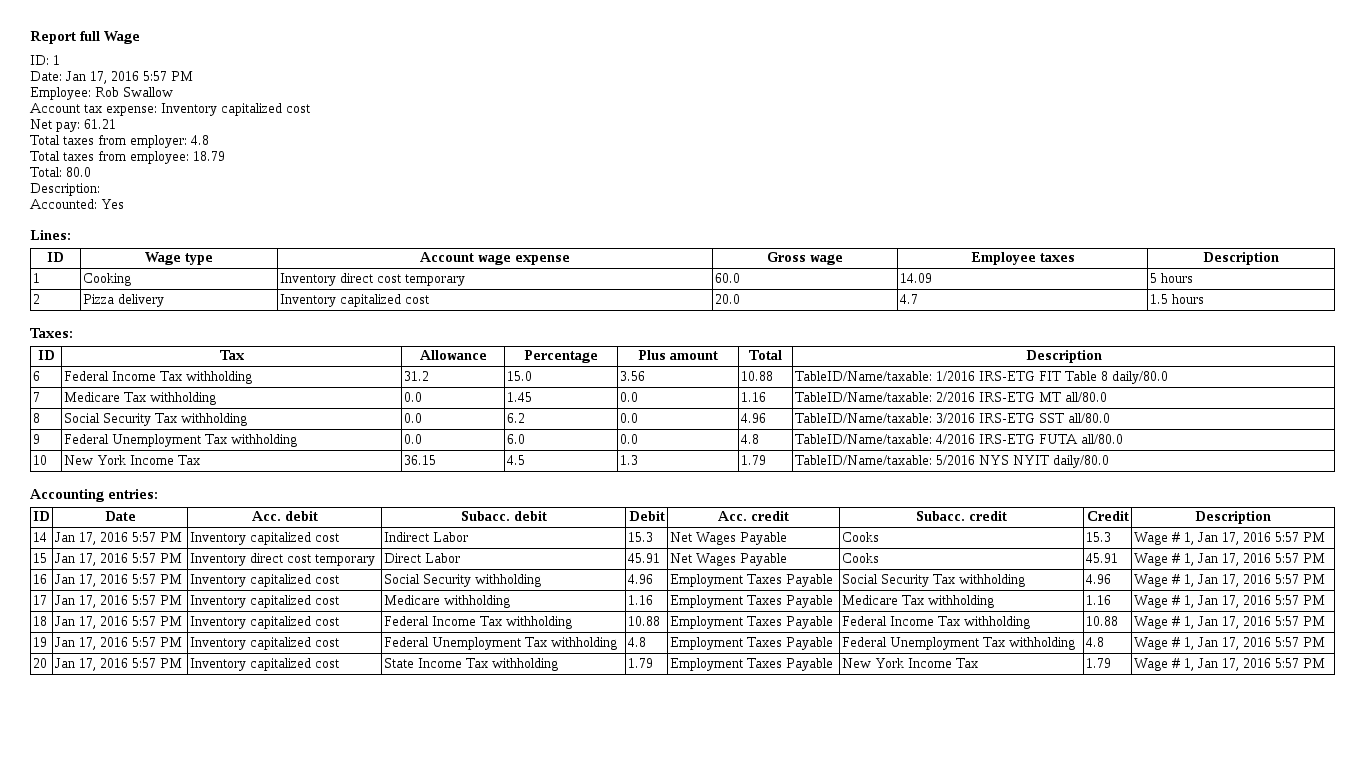 Report full Wage
ID: 1
Date: Jan 17, 2016 5:57 PM
Employee: Rob Swallow
Account tax expense: Inventory capitalized cost
Net pay: 61.21
Total taxes from employer: 4.8
Total taxes from employee: 18.79
Total: 80.0
Description:
Accounted: Yes
Lines:
ID Wage type Account wage expense Gross wage Employee taxes Description
1 Cooking Inventory direct cost temporary 60.0 14.09 5 hours
2 Pizza delivery Inventory capitalized cost 20.0 4.7 1.5 hours
Taxes:
ID Tax Allowance Percentage Plus amount Total Description
6 Federal Income Tax withholding 31.2 15.0 3.56 10.88 TableID/Name/taxable: 1/2016 IRS-ETG FIT Table 8 daily/80.0
7 Medicare Tax withholding 0.0 1.45 0.0 1.16 TableID/Name/taxable: 2/2016 IRS-ETG MT all/80.0
8 Social Security Tax withholding 0.0 6.2 0.0 4.96 TableID/Name/taxable: 3/2016 IRS-ETG SST all/80.0
9 Federal Unemployment Tax withholding 0.0 6.0 0.0 4.8 TableID/Name/taxable: 4/2016 IRS-ETG FUTA all/80.0
10 New York Income Tax 36.15 4.5 1.3 1.79 TableID/Name/taxable: 5/2016 NYS NYIT daily/80.0
Accounting entries:
ID Date Acc. debit Subacc. debit Debit Acc. credit Subacc. credit Credit Description
14 Jan 17, 2016 5:57 PM Inventory capitalized cost Indirect Labor 15.3 Net Wages Payable Cooks 15.3 Wage # 1, Jan 17, 2016 5:57 PM
15 Jan 17, 2016 5:57 PM Inventory direct cost temporary Direct Labor 45.91 Net Wages Payable Cooks 45.91 Wage # 1, Jan 17, 2016 5:57 PM
16 Jan 17, 2016 5:57 PM Inventory capitalized cost Social Security withholding 4.96 Employment Taxes Payable Social Security Tax withholding 4.96 Wage # 1, Jan 17, 2016 5:57 PM
17 Jan 17, 2016 5:57 PM Inventory capitalized cost Medicare withholding 1.16 Employment Taxes Payable Medicare Tax withholding 1.16 Wage # 1, Jan 17, 2016 5:57 PM
18 Jan 17, 2016 5:57 PM Inventory capitalized cost Federal Income Tax withholding 10.88 Employment Taxes Payable Federal Income Tax withholding 10.88 Wage # 1, Jan 17, 2016 5:57 PM
19 Jan 17, 2016 5:57 PM Inventory capitalized cost Federal Unemployment Tax withholding 4.8 Employment Taxes Payable Federal Unemployment Tax withholding 4.8 Wage # 1, Jan 17, 2016 5:57 PM
20 Jan 17, 2016 5:57 PM Inventory capitalized cost State Income Tax withholding 1.79 Employment Taxes Payable New York Income Tax 1.79 Wage # 1, Jan 17, 2016 5:57 PM